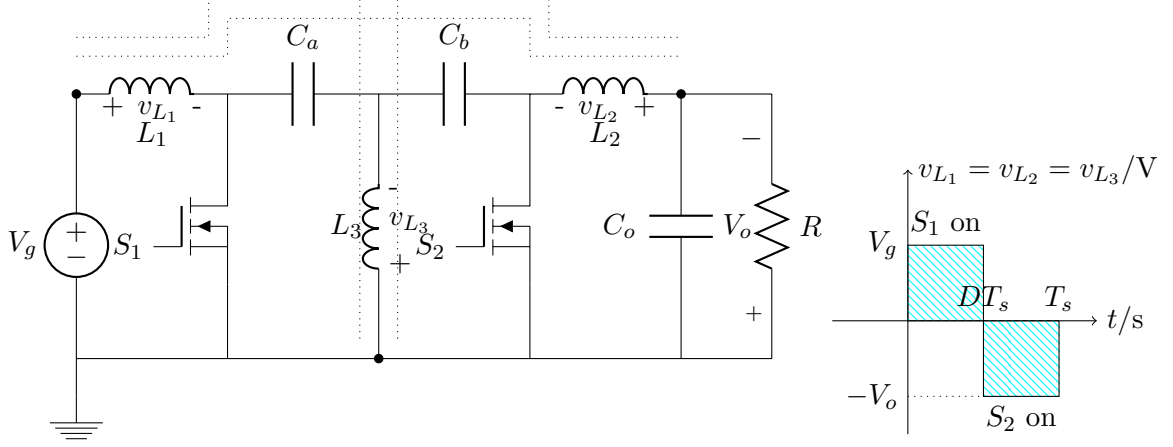 C_a
C_b
+ v_{L_1} -
L_1
- v_{L_2} +
L_2
V_g
+
−
S_1
L_3
-
v_{L_3}
+
S_2
C_o
−
V_o
+
R
v_{L_1} = v_{L_2} = v_{L_3}/V
S_1 on
V_g
DT_s
T_s
t/s
−V_o
S_2 on